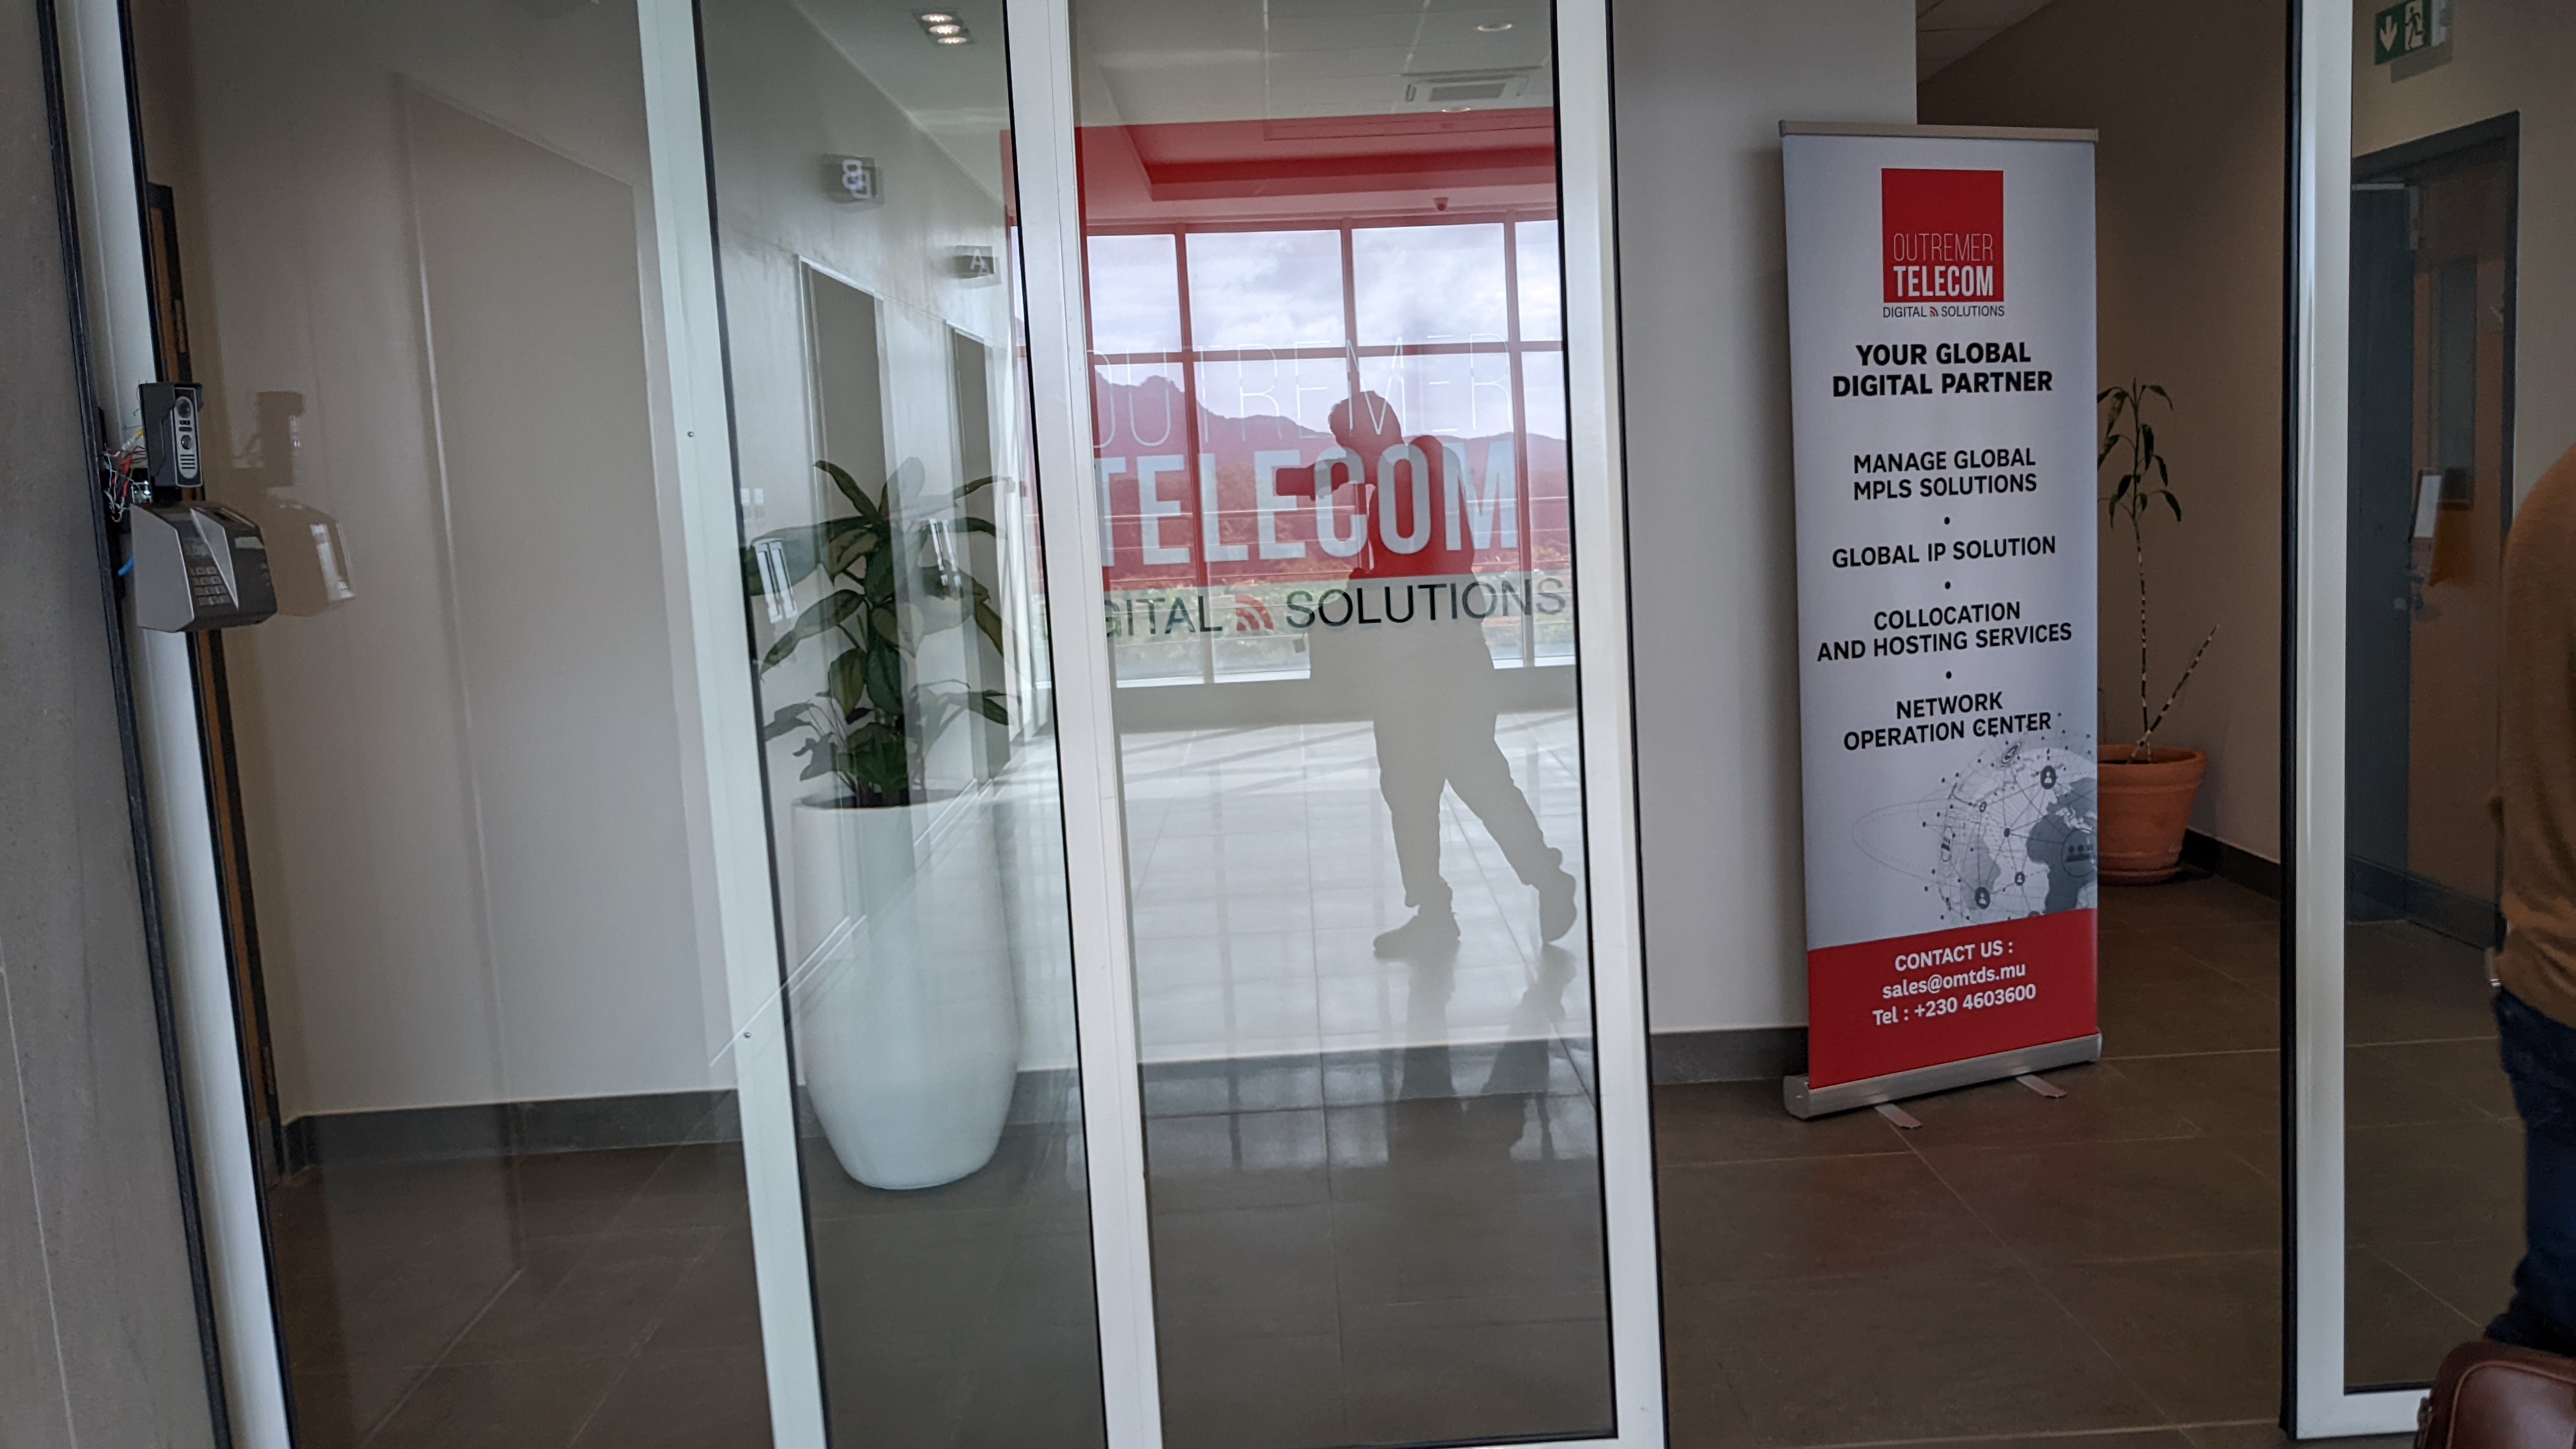 B
A
OUTREMER
TELECOM
GITAL SOLUTIONS
OUTREMER
TELECOM
DIGITAL SOLUTIONS
YOUR GLOBAL
DIGITAL PARTNER
MANAGE GLOBAL
MPLS SOLUTIONS
•
GLOBAL IP SOLUTION
•
COLLOCATION
AND HOSTING SERVICES
•
NETWORK
OPERATION CENTER
CONTACT US :
sales@omtds.mu
Tel : +230 4603600